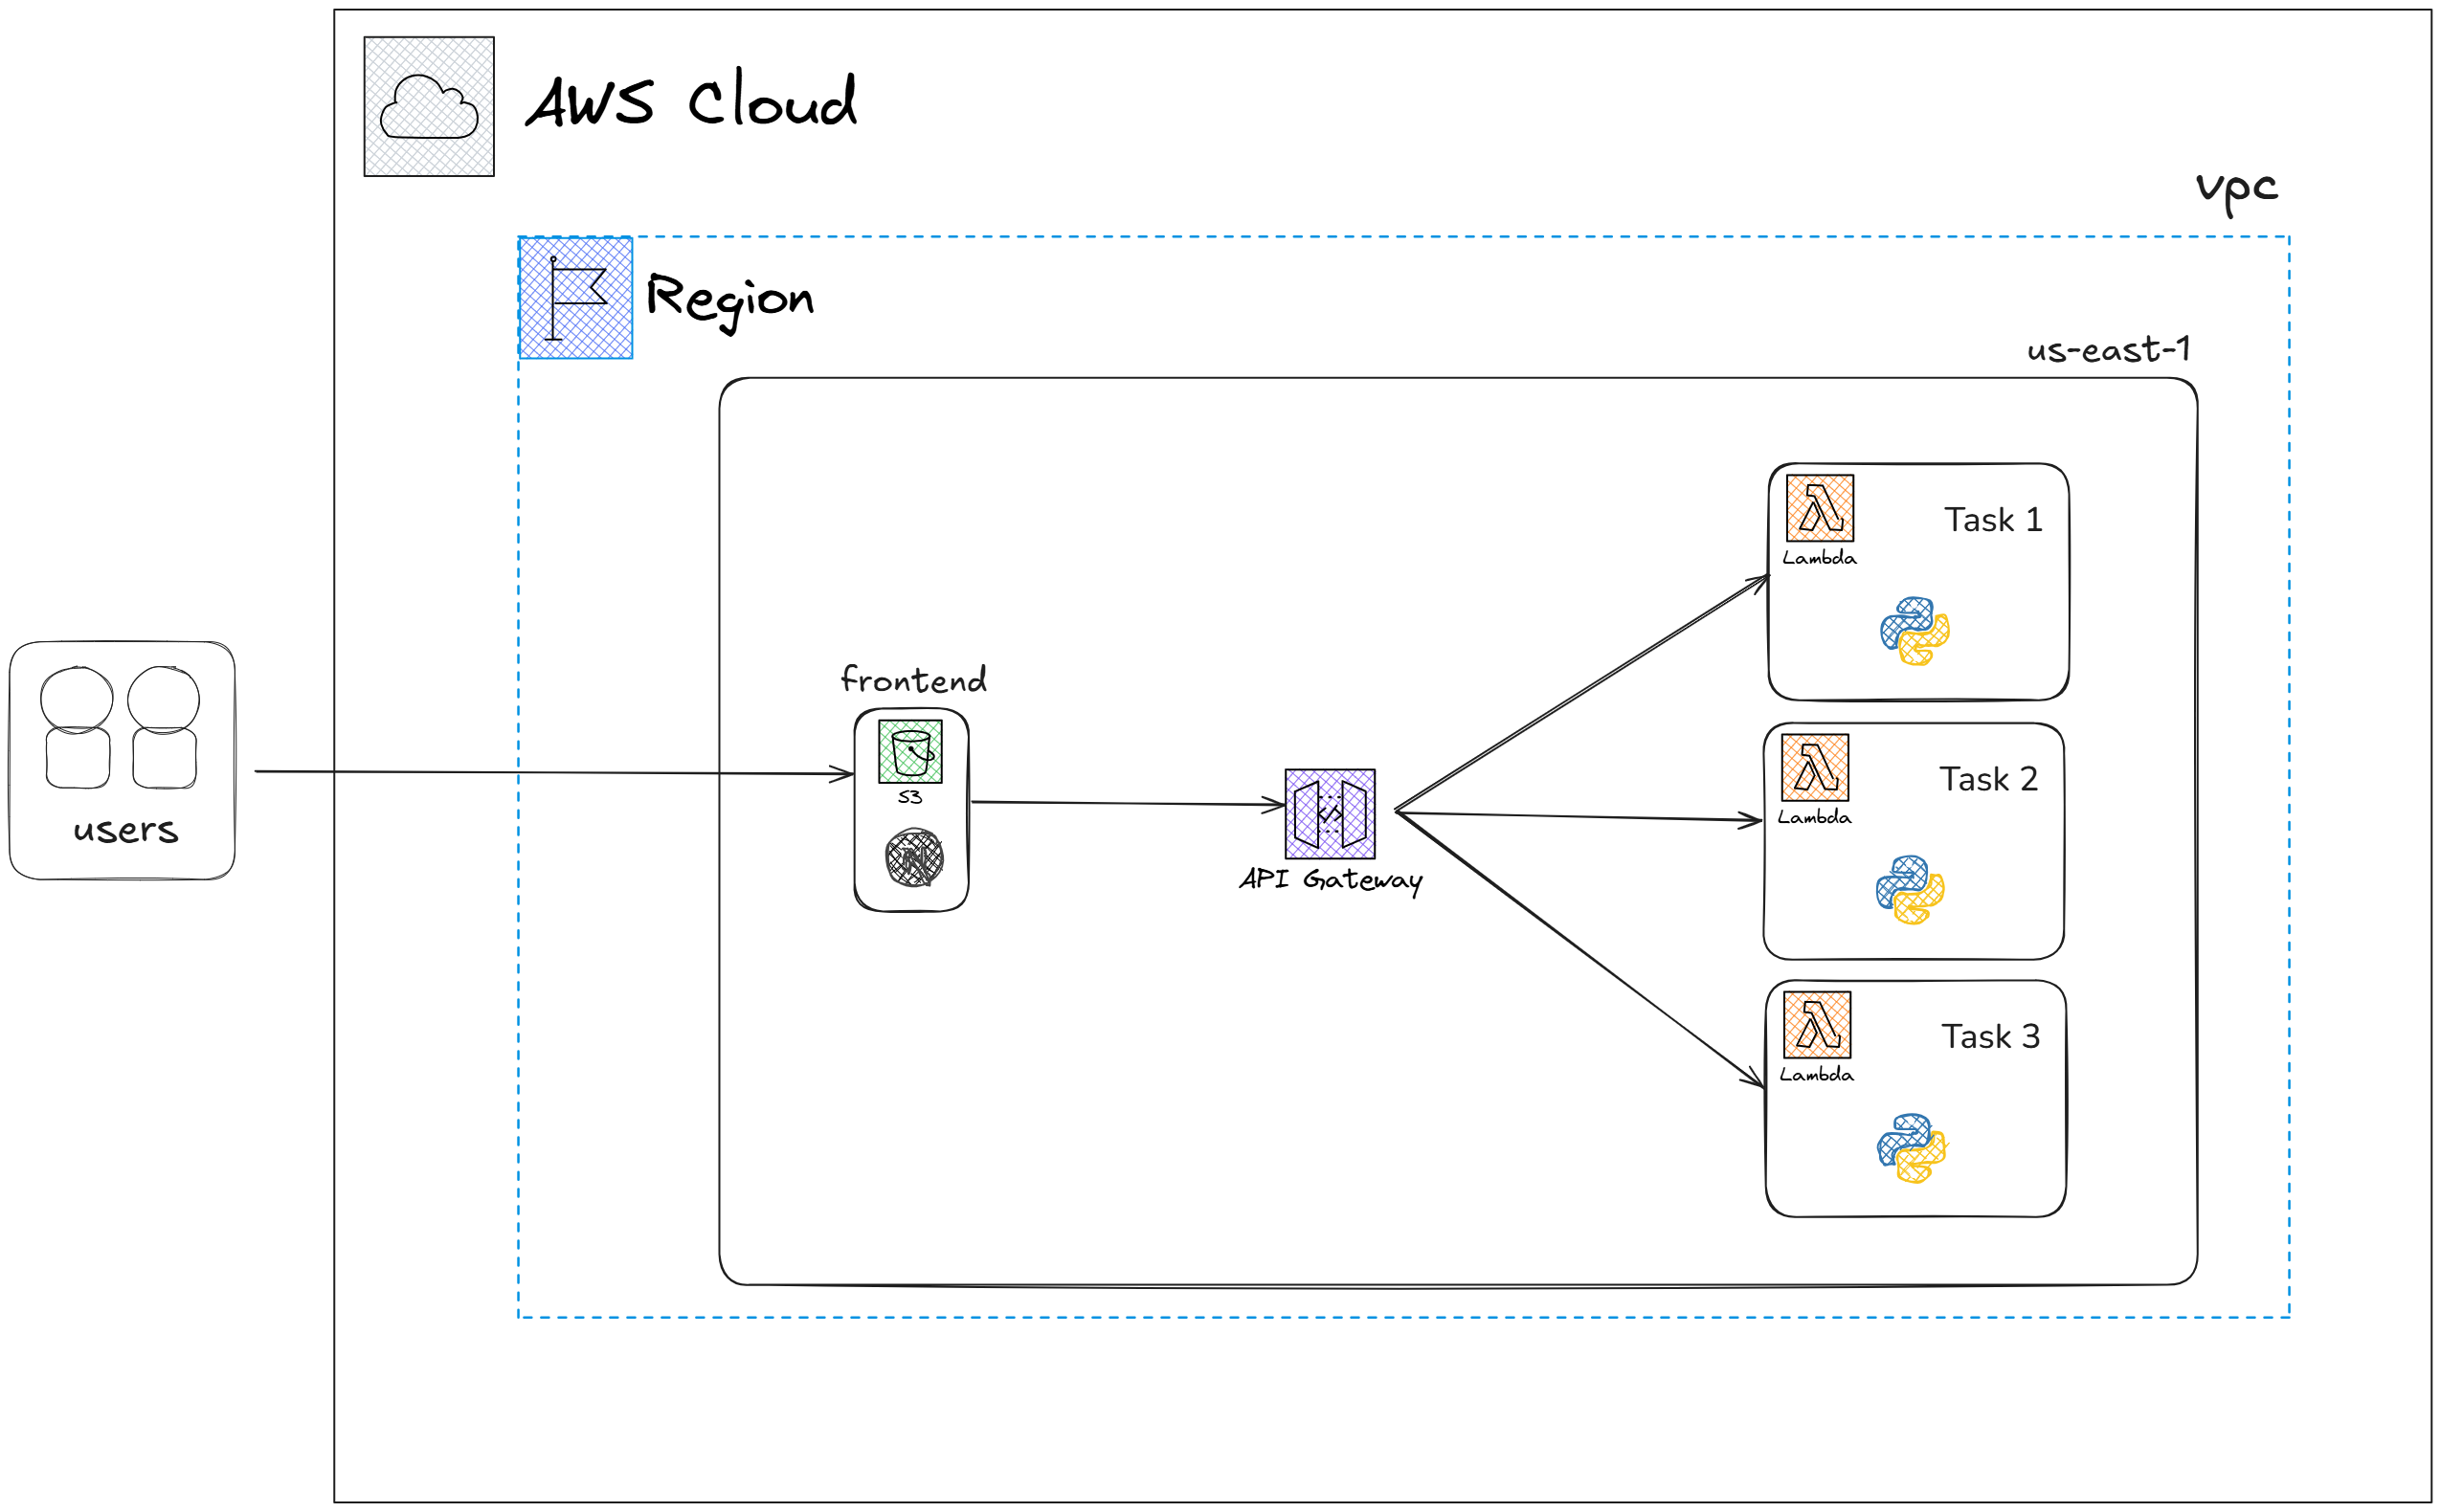 AWS Cloud
vpc
Region
us-east-1
Task 1
Lambda
frontend
S3
N
users
API Gateway
Task 2
Lambda
Task 3
Lambda